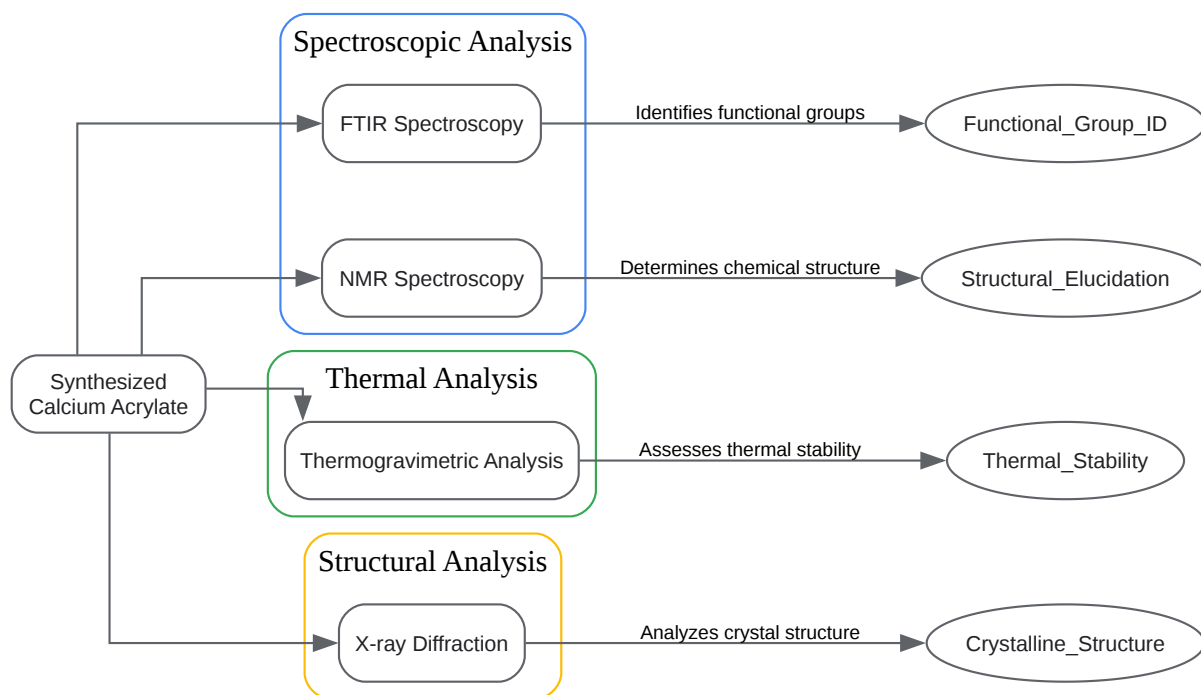 Spectroscopic Analysis
FTIR Spectroscopy
Identifies functional groups
Functional_Group_ID
NMR Spectroscopy
Determines chemical structure
Structural_Elucidation
Synthesized
Calcium Acrylate
Thermal Analysis
Thermogravimetric Analysis
Assesses thermal stability
Thermal_Stability
Structural Analysis
X-ray Diffraction
Analyzes crystal structure
Crystalline_Structure